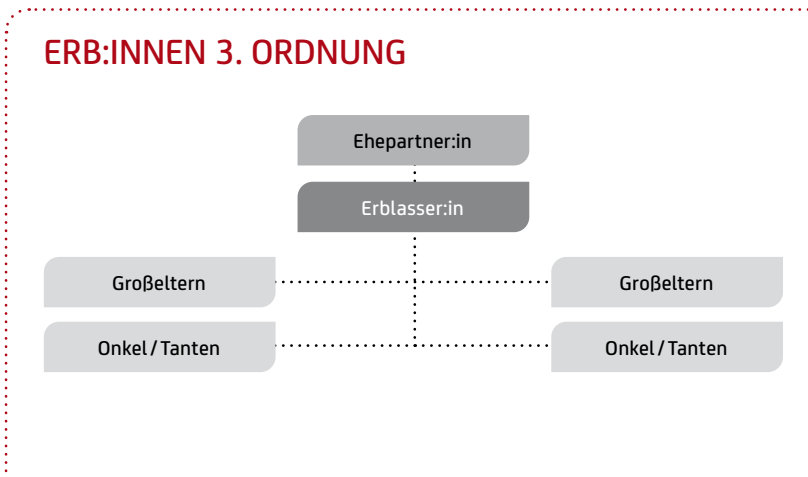 ERB:INNEN 3. ORDNUNG
Ehepartner:in
Erblasser:in
Großeltern
Großeltern
Onkel / Tanten
Onkel / Tanten